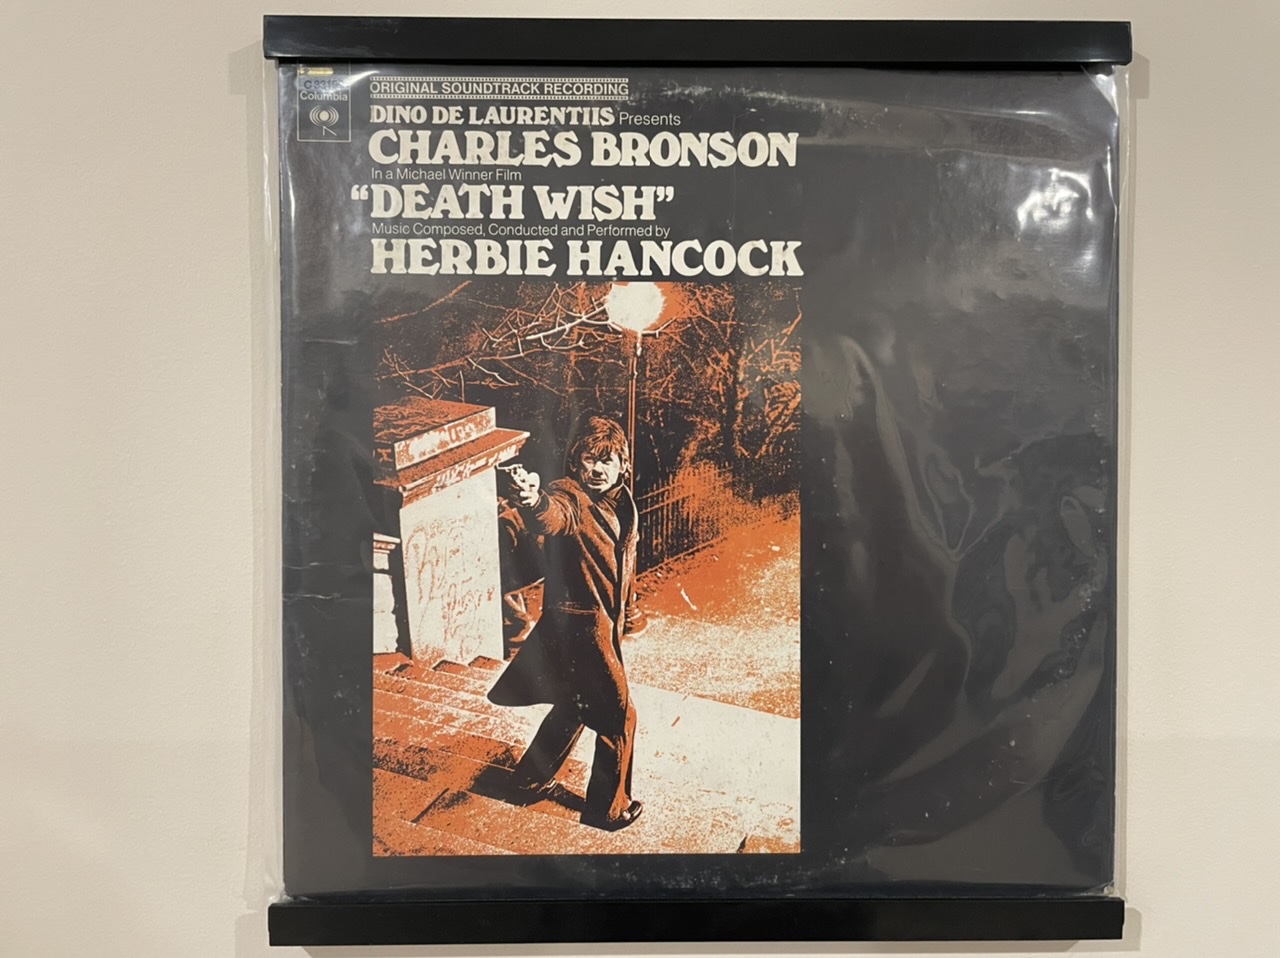 Columbia
ORIGINAL SOUNDTRACK RECORDING
DINO DE LAURENTIIS Presents
CHARLES BRONSON
In a Michael Winner Film
“DEATH WISH”
Music Composed, Conducted and Performed by
HERBIE HANCOCK